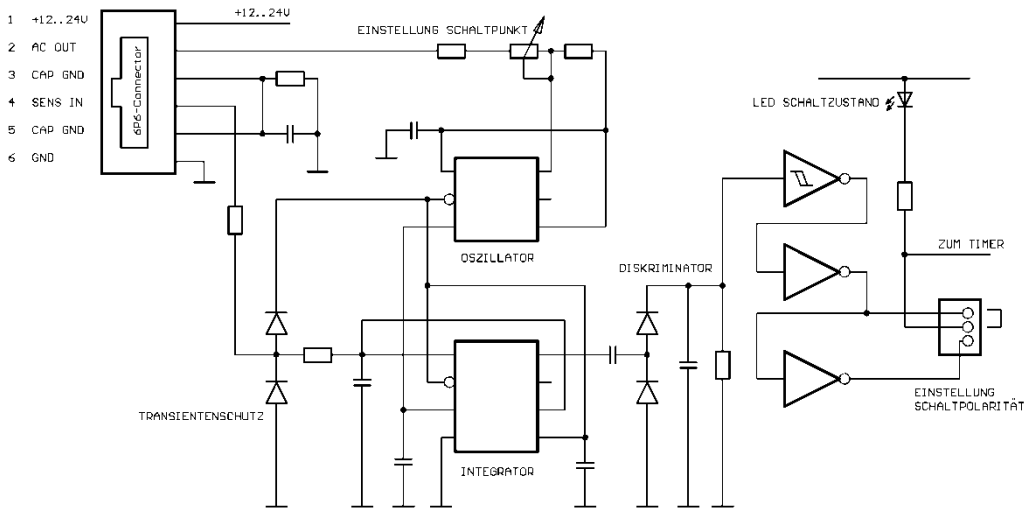 1 +12..24V
2 AC OUT
3 CAP GND
4 SENS IN
5 CAP GND
6 GND
6P6-Connector
+12..24V
EINSTELLUNG SCHALTPUNKT
OSZILLATOR
INTEGRATOR
TRANSIENTENSCHUTZ
DISKRIMINATOR
LED SCHALTZUSTAND
ZUM TIMER
EINSTELLUNG
SCHALTPOLARITÄT